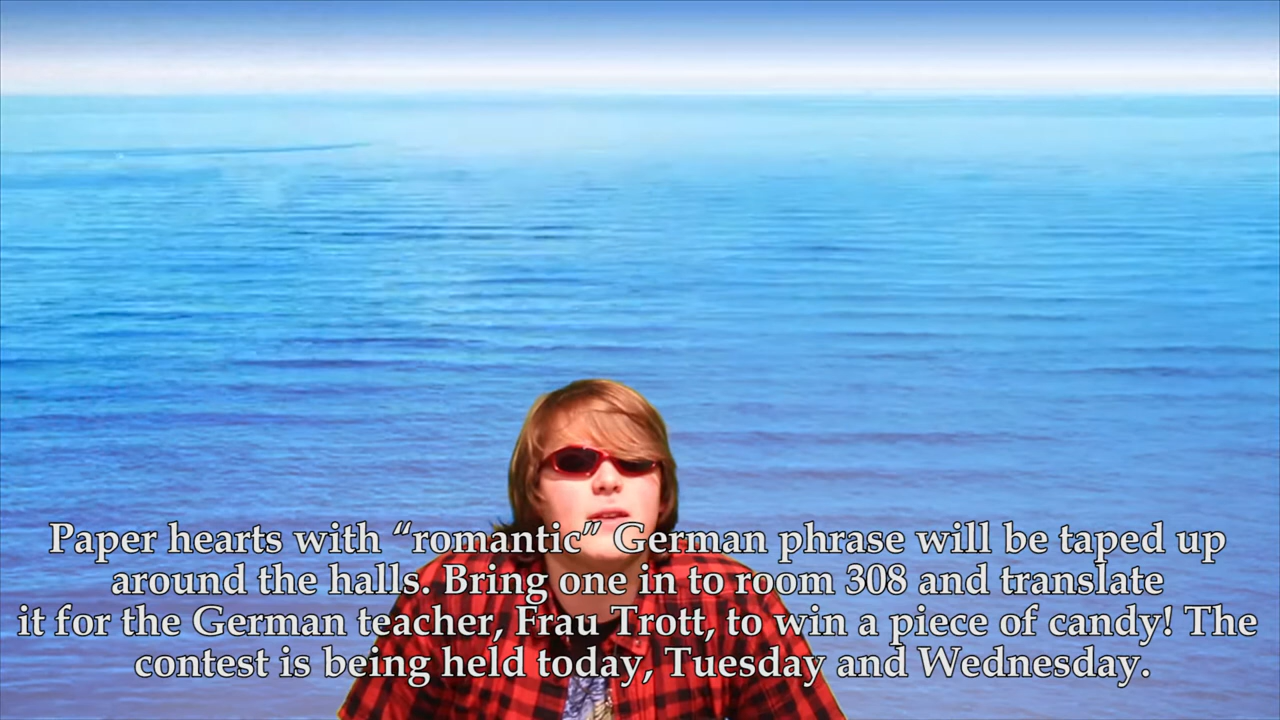 Paper hearts with “romantic” German phrase will be taped up
around the halls. Bring one in to room 308 and translate
it for the German teacher, Frau Trott, to win a piece of candy! The
contest is being held today, Tuesday and Wednesday.